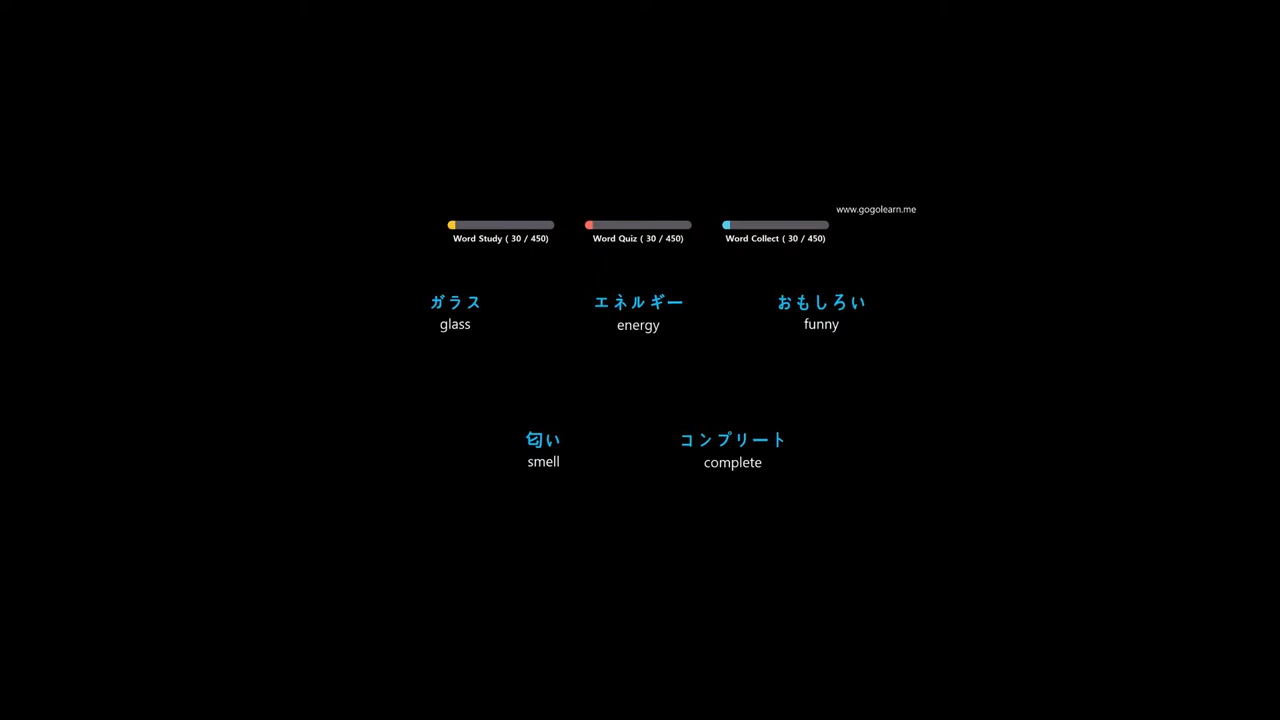 www.gogolearn.me
Word Study ( 30 / 450)
Word Quiz ( 30 / 450)
Word Collect ( 30 / 450)
ガラス
glass
エネルギー
energy
おもしろい
funny
匂い
smell
コンプリート
complete